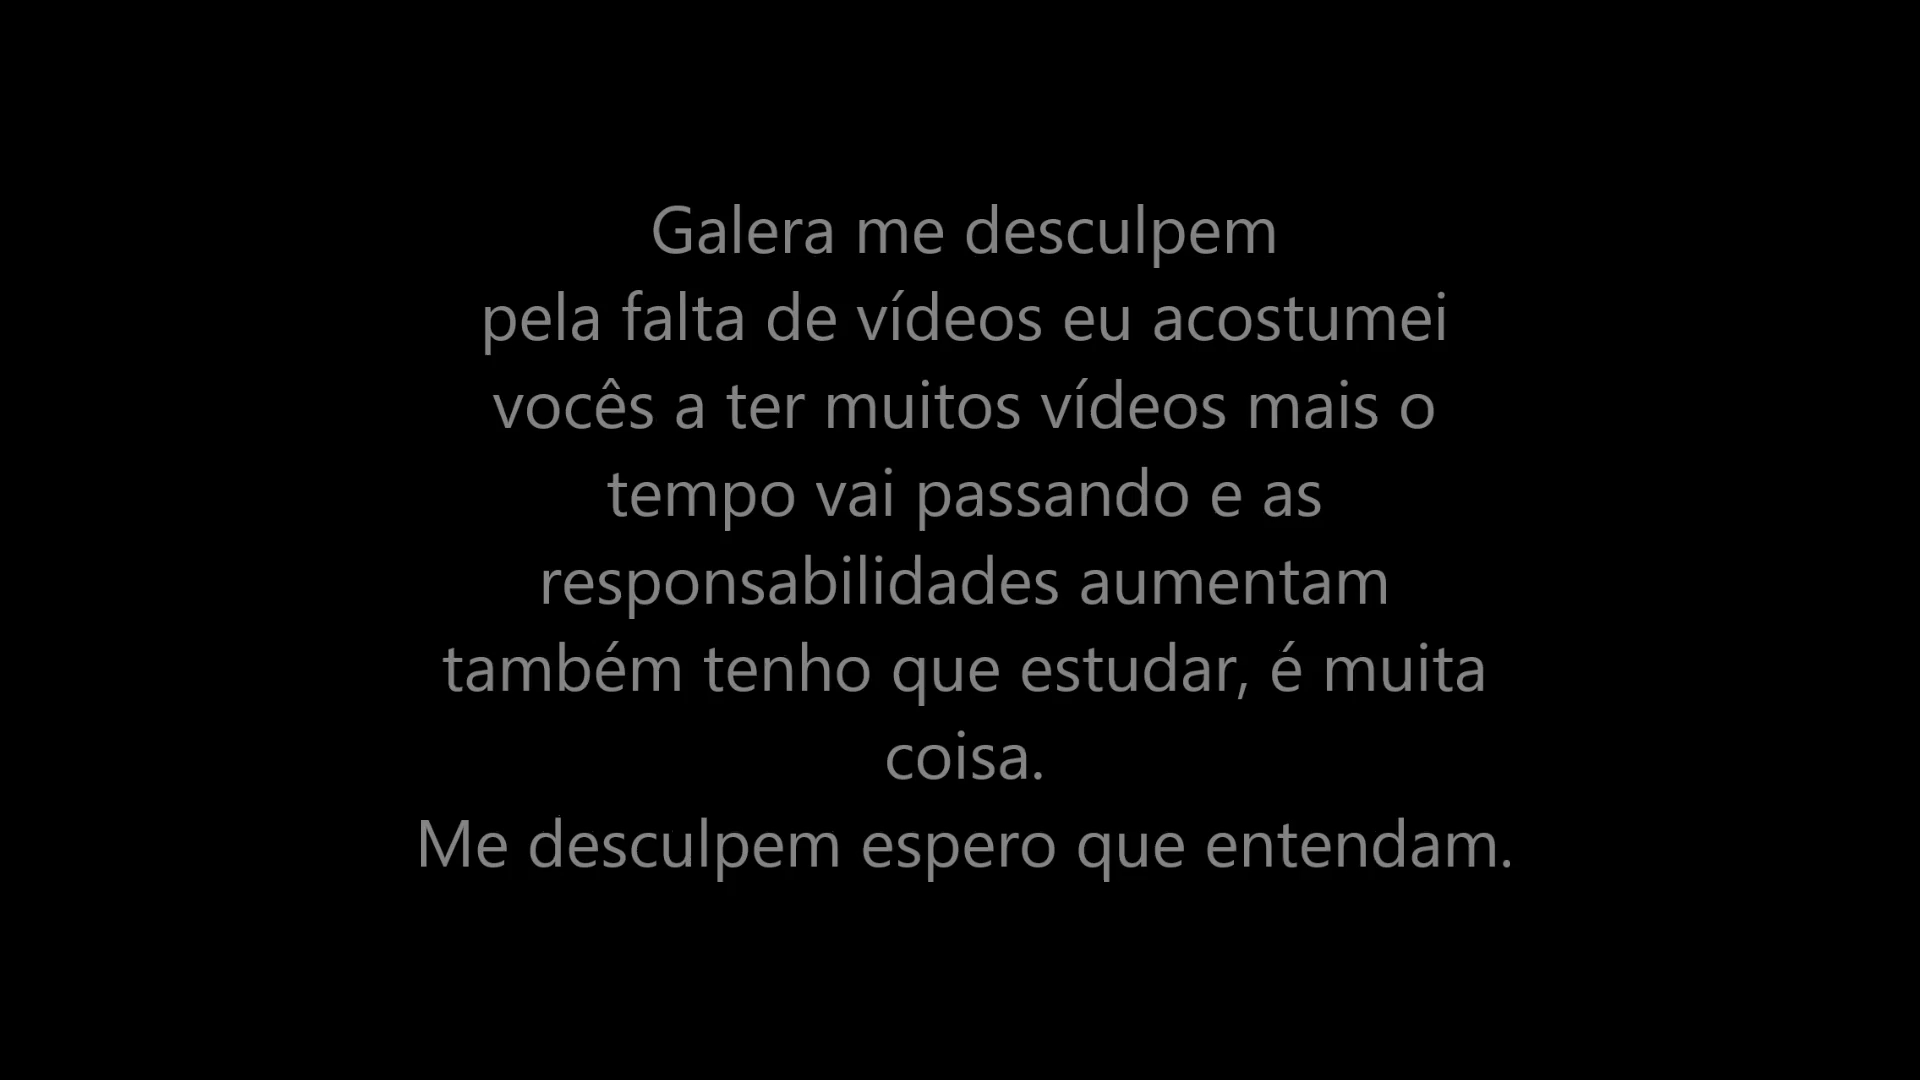 Galera me desculpem
pela falta de vídeos eu acostumei
vocês a ter muitos vídeos mais o
tempo vai passando e as
responsabilidades aumentam
também tenho que estudar, é muita
coisa.
Me desculpem espero que entendam.